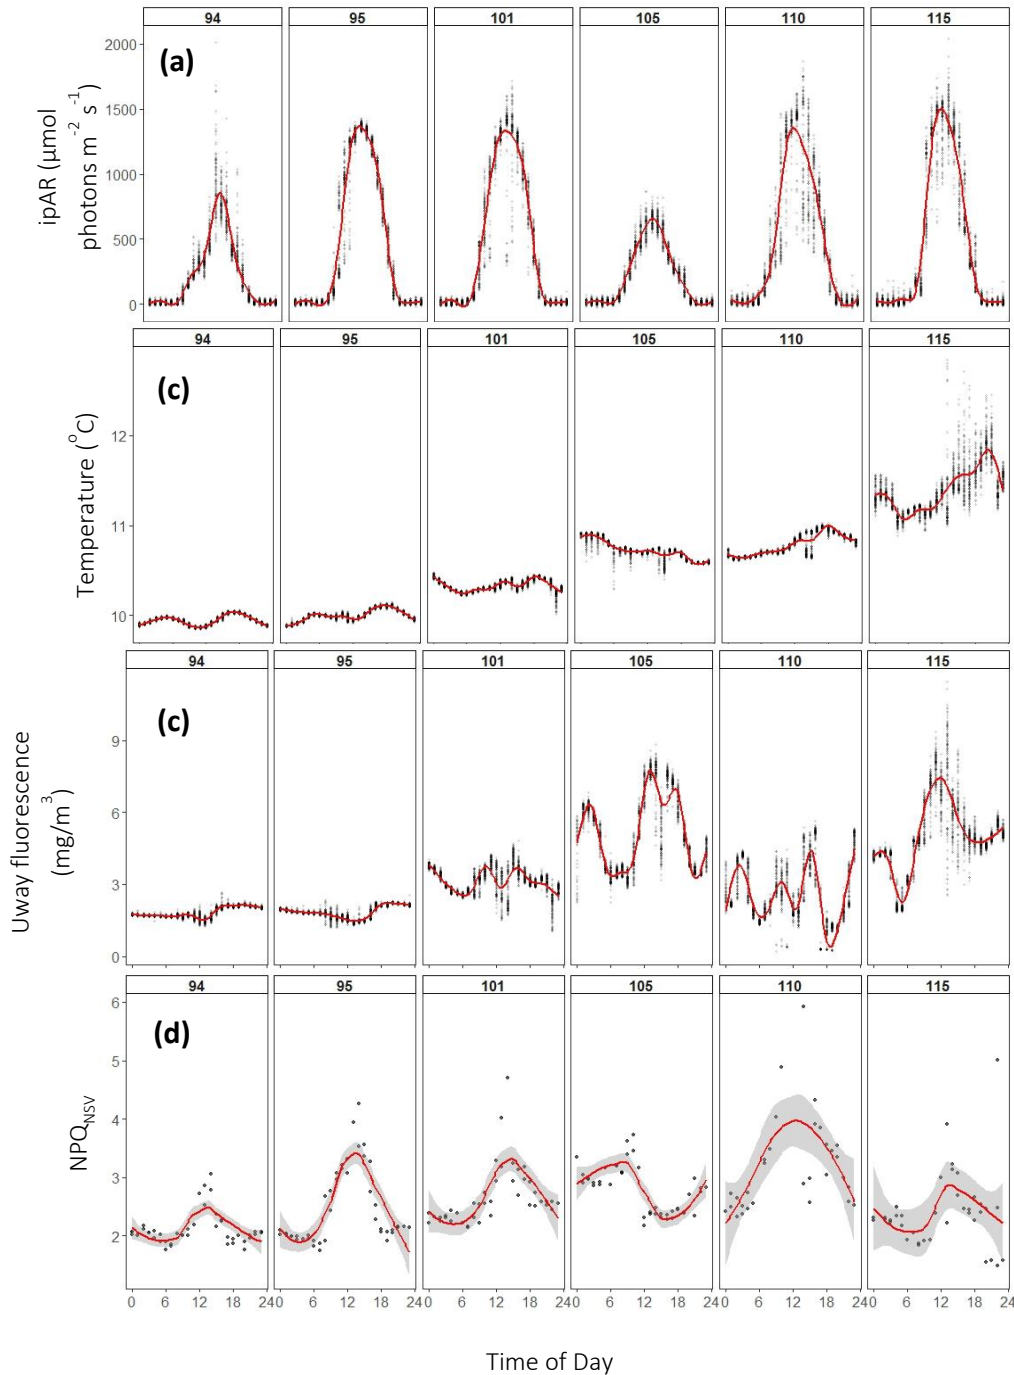 94 95 101 105 110 115
(a)
2000
1500
1000
500
0
ipAR (µmol
photons m⁻² s⁻¹)
94 95 101 105 110 115
(c)
12
11
10
Temperature (°C)
94 95 101 105 110 115
(c)
9
6
3
0
Uway fluorescence
(mg/m³)
94 95 101 105 110 115
(d)
6
5
4
3
2
NPQNSV
0 6 12 18 24 0 6 12 18 24 0 6 12 18 24 0 6 12 18 24 0 6 12 18 24 0 6 12 18 24
Time of Day